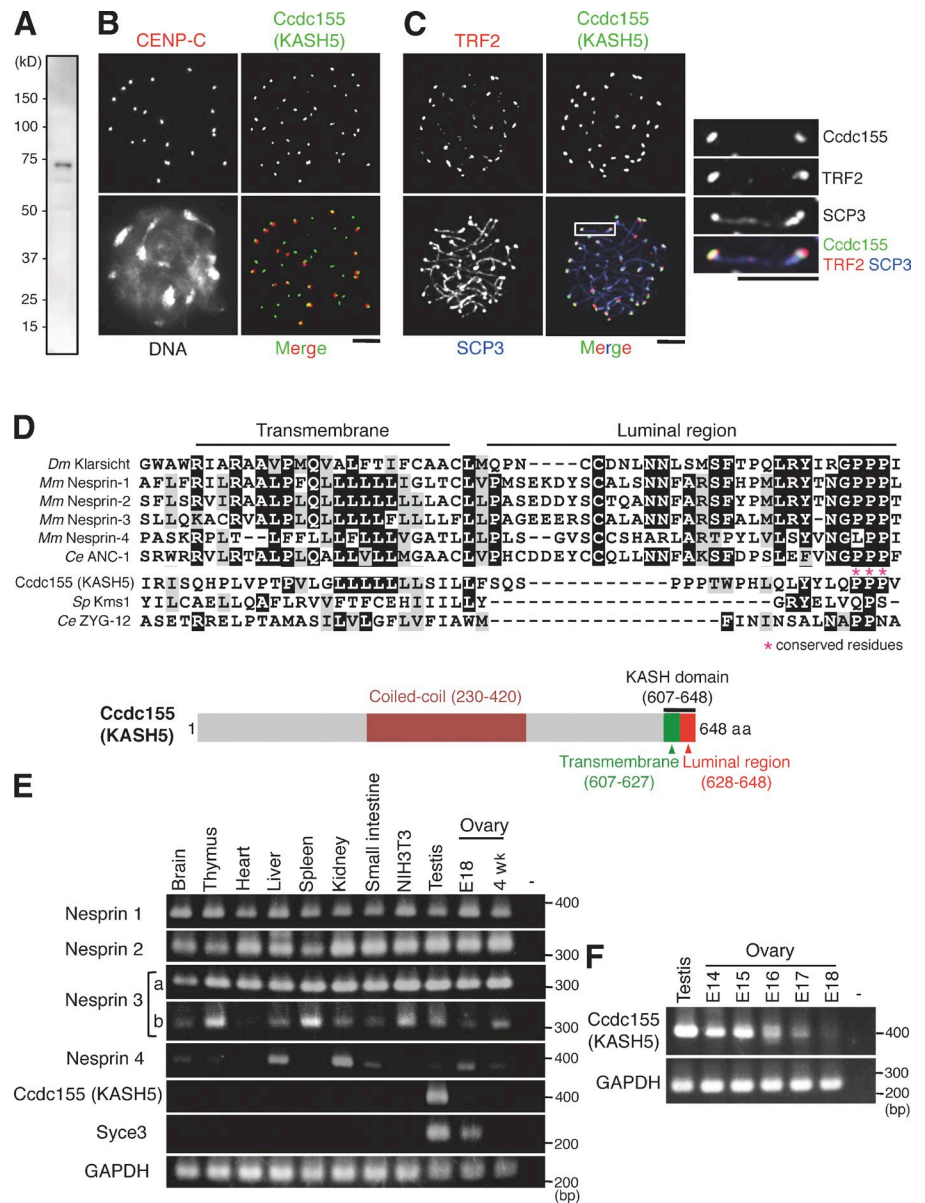 A
(kD)
150
100
75
50
37
25
15
B
CENP-C
Ccdc155
(KASH5)
DNA
Merge
C
TRF2
Ccdc155
(KASH5)
SCP3
Merge
Ccdc155
TRF2
SCP3
Ccdc155
TRF2 SCP3
D
Transmembrane
Luminal region
Dm Klarsicht GWAWRIARAAVPMQVALFTIFCAACLMQPN----CCDNLNNLSMSFTPQLRYIRGPPPI
Mm Nesprin-1 AFLFRILRAALPFQLLLLLLIGLTCLVPMSEKDYSCALSNNFARSFHPMLRYTNGPPPL
Mm Nesprin-2 SFLSRVIRAALPLQLLLLLLLLLACLLPASEEDYSCTQANNFARSFYPMLRYTNGPPPT
Mm Nesprin-3 SLLQKACRVALPLQLLLLLFLLLLFLLPAGEEERSCALANNFARSFALMLRY-NGPPPT
Mm Nesprin-4 PASKRPLT--LFFLLLFLLLVGATLLLPLSGVSCCSHARLARTPYLVLSYVNGLPPI
Ce ANC-1 SRWRRVLRTALPLQALLVLLMGAACLVPHCDDEYCCQLLNNFAKSFDPSLEFVNGPPPF
***
Ccdc155 (KASH5) IRISQHPLVPTPVLGLLLLLLLSILLFSQS-----------PPPTWPHLQLYYLQPPPV
Sp Kms1 YILCAELLQAFLRVVFTFCEHIIILLY---------------------GRYELVQPS-
Ce ZYG-12 ASETRRELPTAMASILVLGFLVFIAWM------------------FININSALNAPPNA
* conserved residues
Ccdc155
(KASH5)
1
Coiled-coil (230-420)
KASH domain
(607-648)
648 aa
Transmembrane
(607-627)
Luminal region
(628-648)
E
Brain
Thymus
Heart
Liver
Spleen
Kidney
Small intestine
NIH3T3
Testis
Ovary
E18
4 wk
-
Nesprin 1
400
Nesprin 2
300
Nesprin 3
a
300
b
300
Nesprin 4
400
Ccdc155 (KASH5)
400
Syce3
200
GAPDH
200
(bp)
F
Testis
Ovary
E14
E15
E16
E17
E18
-
Ccdc155
(KASH5)
400
GAPDH
300
200
(bp)